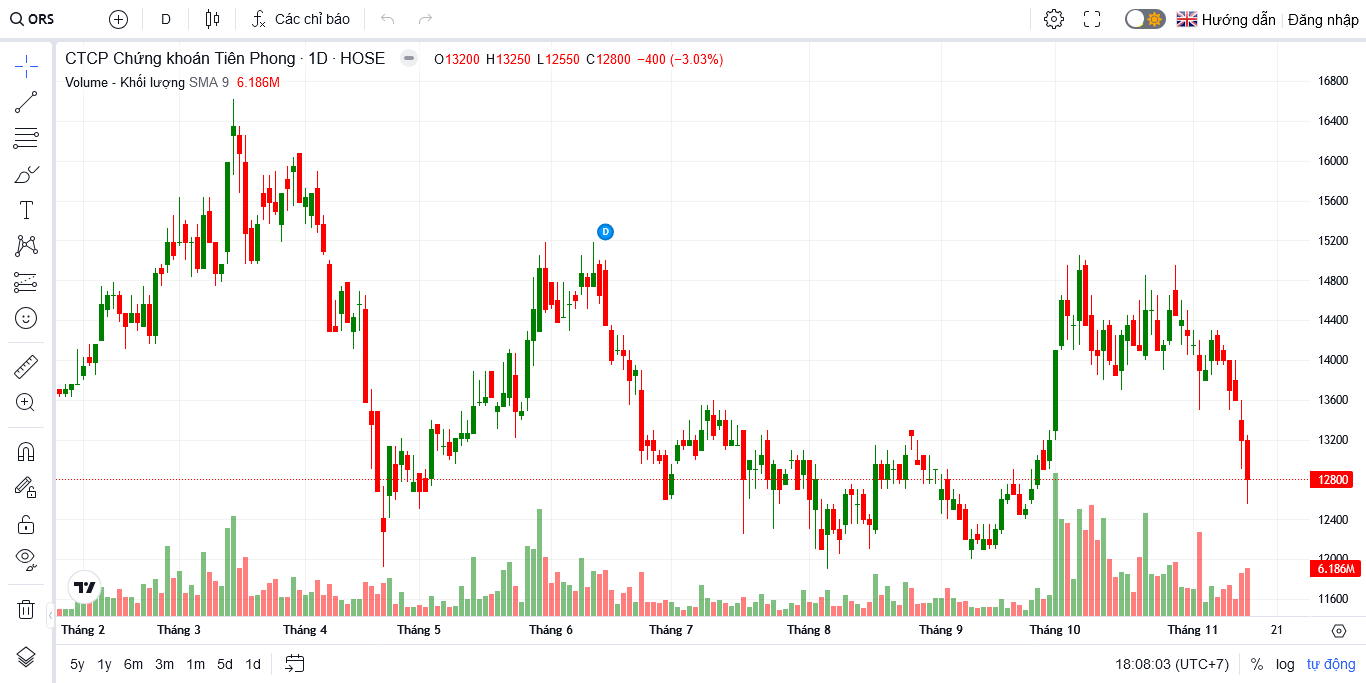 ORS D Các chỉ báo Hướng dẫn Đăng nhập
CTCP Chứng khoán Tiên Phong · 1D · HOSE O13200 H13250 L12550 C12800 −400 (−3.03%)
Volume - Khối lượng SMA 9 6.186M
16800
16400
16000
15600
15200
D
14800
14400
14000
13600
13200
12800
12400
12000
6.186M
11600
Tháng 2 Tháng 3 Tháng 4 Tháng 5 Tháng 6 Tháng 7 Tháng 8 Tháng 9 Tháng 10 Tháng 11 21
5y 1y 6m 3m 1m 5d 1d 18:08:03 (UTC+7) % log tự động